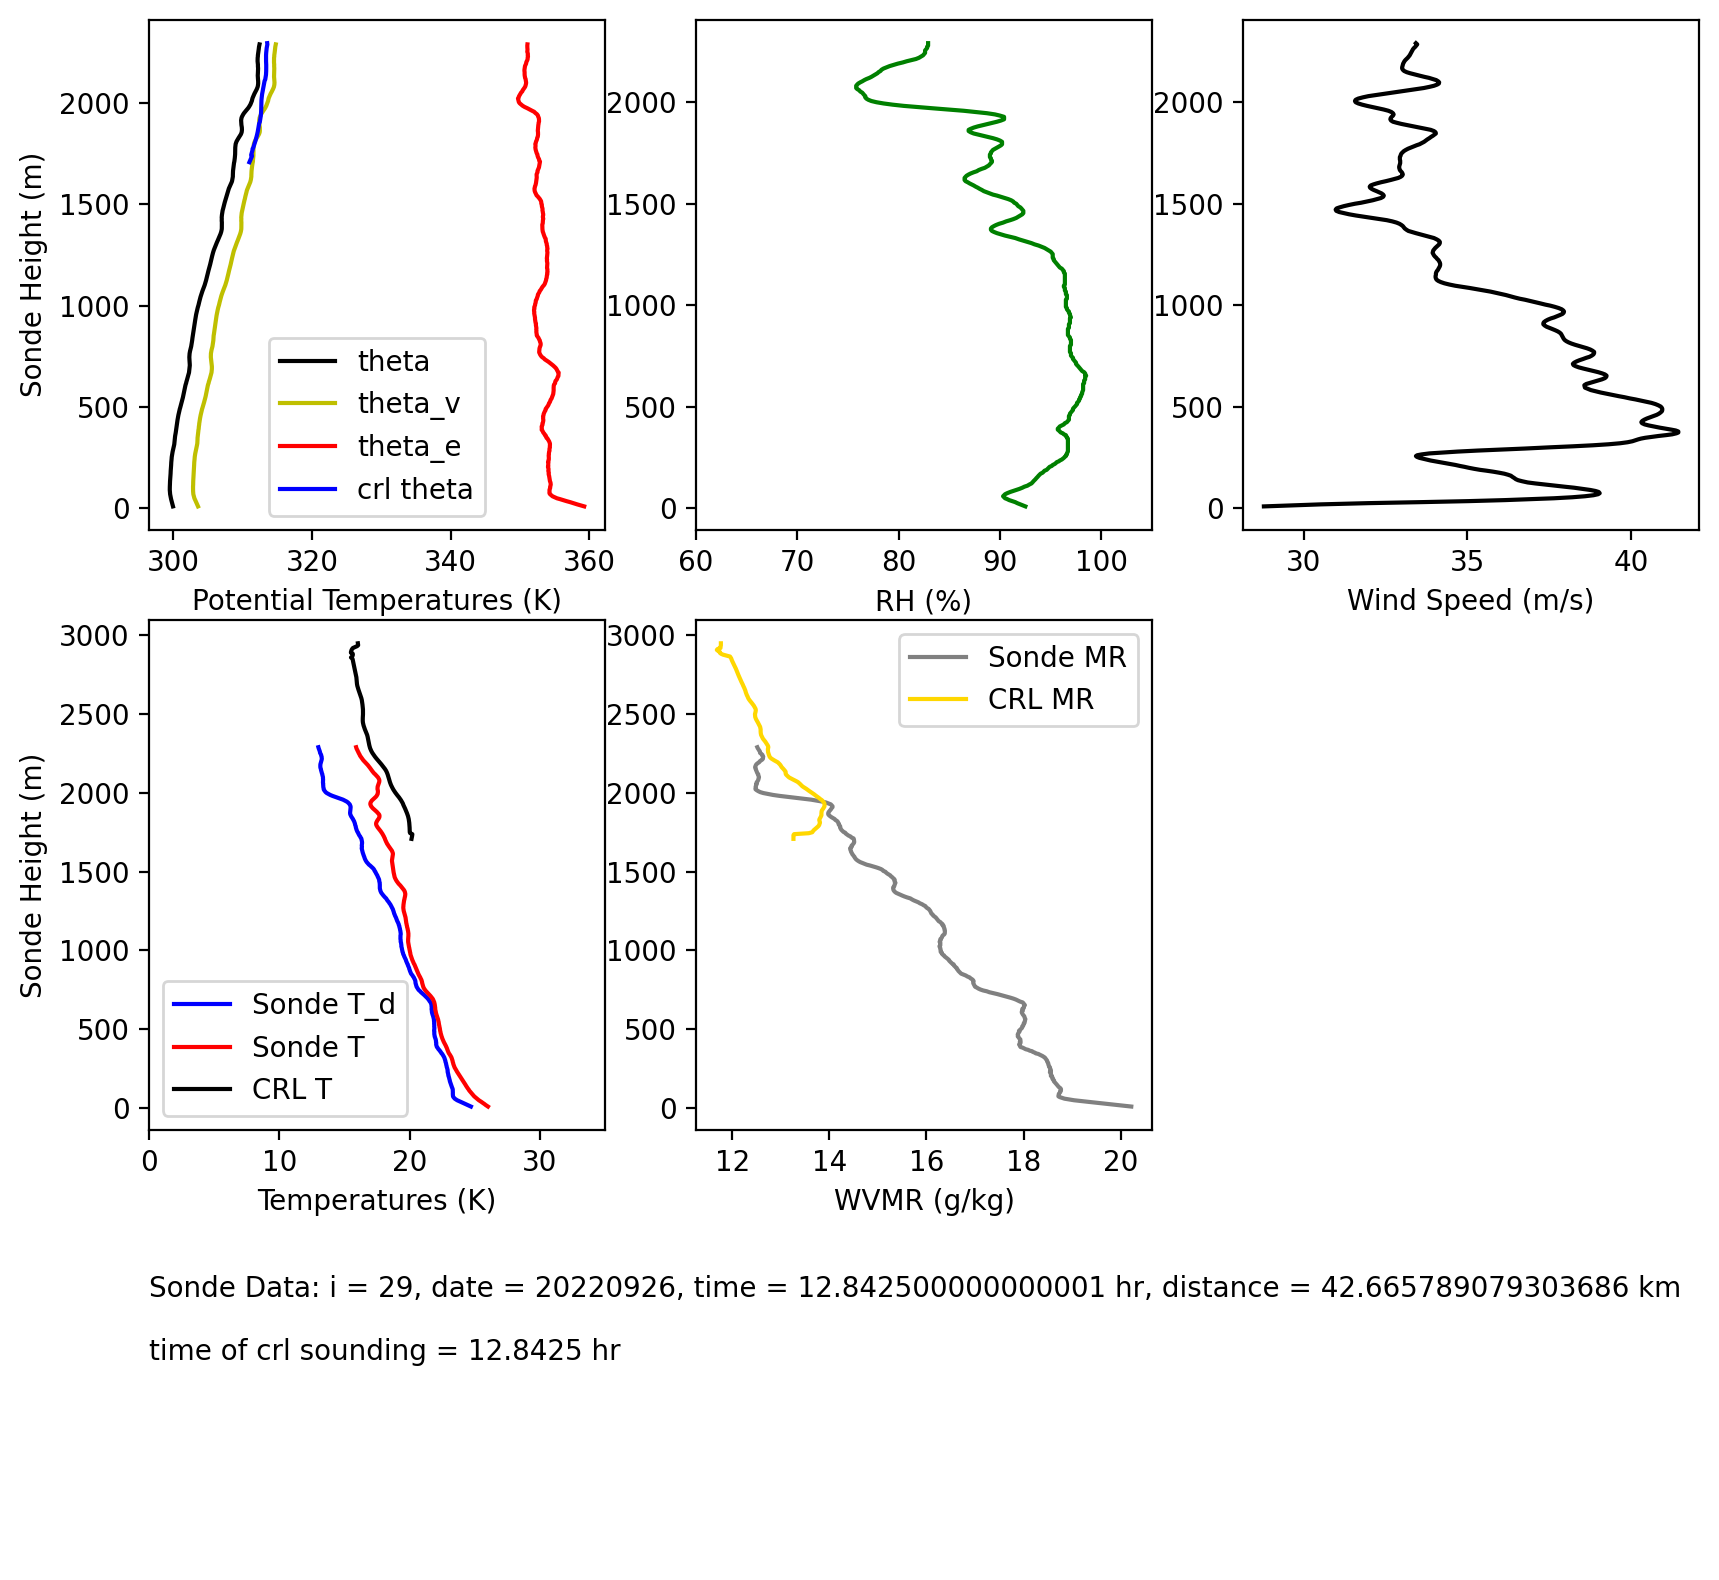 Sonde Height (m)
2000
1500
1000
500
0
theta
theta_v
theta_e
crl theta
300 320 340 360
Potential Temperatures (K)
2000
1500
1000
500
0
60 70 80 90 100
RH (%)
2000
1500
1000
500
0
30 35 40
Wind Speed (m/s)
Sonde Height (m)
3000
2500
2000
1500
1000
500
0
Sonde T_d
Sonde T
CRL T
0 10 20 30
Temperatures (K)
3000
2500
2000
1500
1000
500
0
Sonde MR
CRL MR
12 14 16 18 20
WVMR (g/kg)
Sonde Data: i = 29, date = 20220926, time = 12.842500000000001 hr, distance = 42.665789079303686 km
time of crl sounding = 12.8425 hr